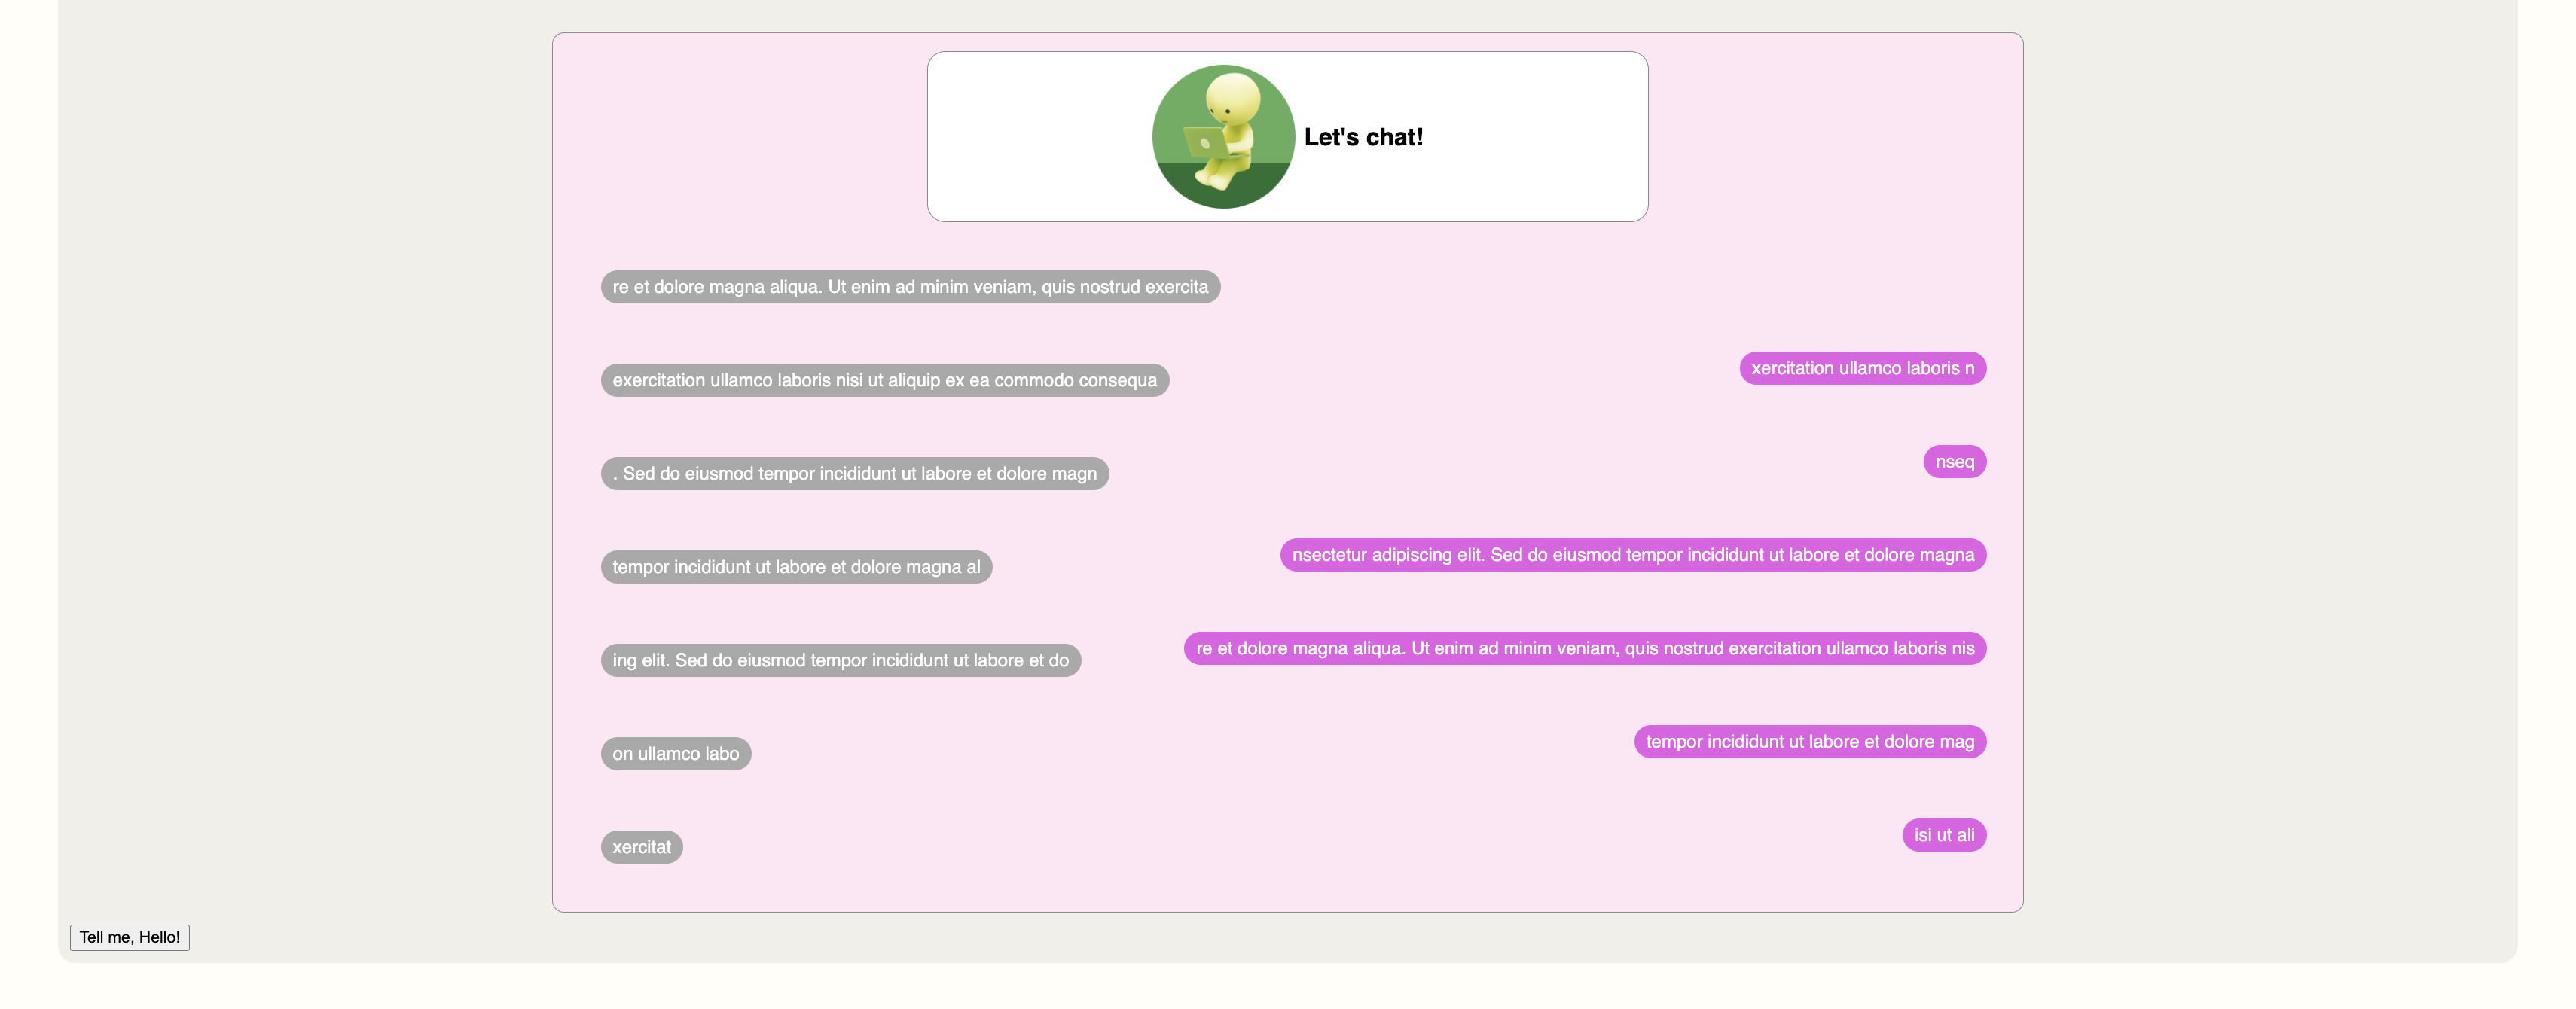 Let's chat!
re et dolore magna aliqua. Ut enim ad minim veniam, quis nostrud exercita
xercitation ullamco laboris n
exercitation ullamco laboris nisi ut aliquip ex ea commodo consequa
nseq
. Sed do eiusmod tempor incididunt ut labore et dolore magn
nsectetur adipiscing elit. Sed do eiusmod tempor incididunt ut labore et dolore magna
tempor incididunt ut labore et dolore magna al
re et dolore magna aliqua. Ut enim ad minim veniam, quis nostrud exercitation ullamco laboris nis
ing elit. Sed do eiusmod tempor incididunt ut labore et do
tempor incididunt ut labore et dolore mag
on ullamco labo
isi ut ali
xercitat
Tell me, Hello!